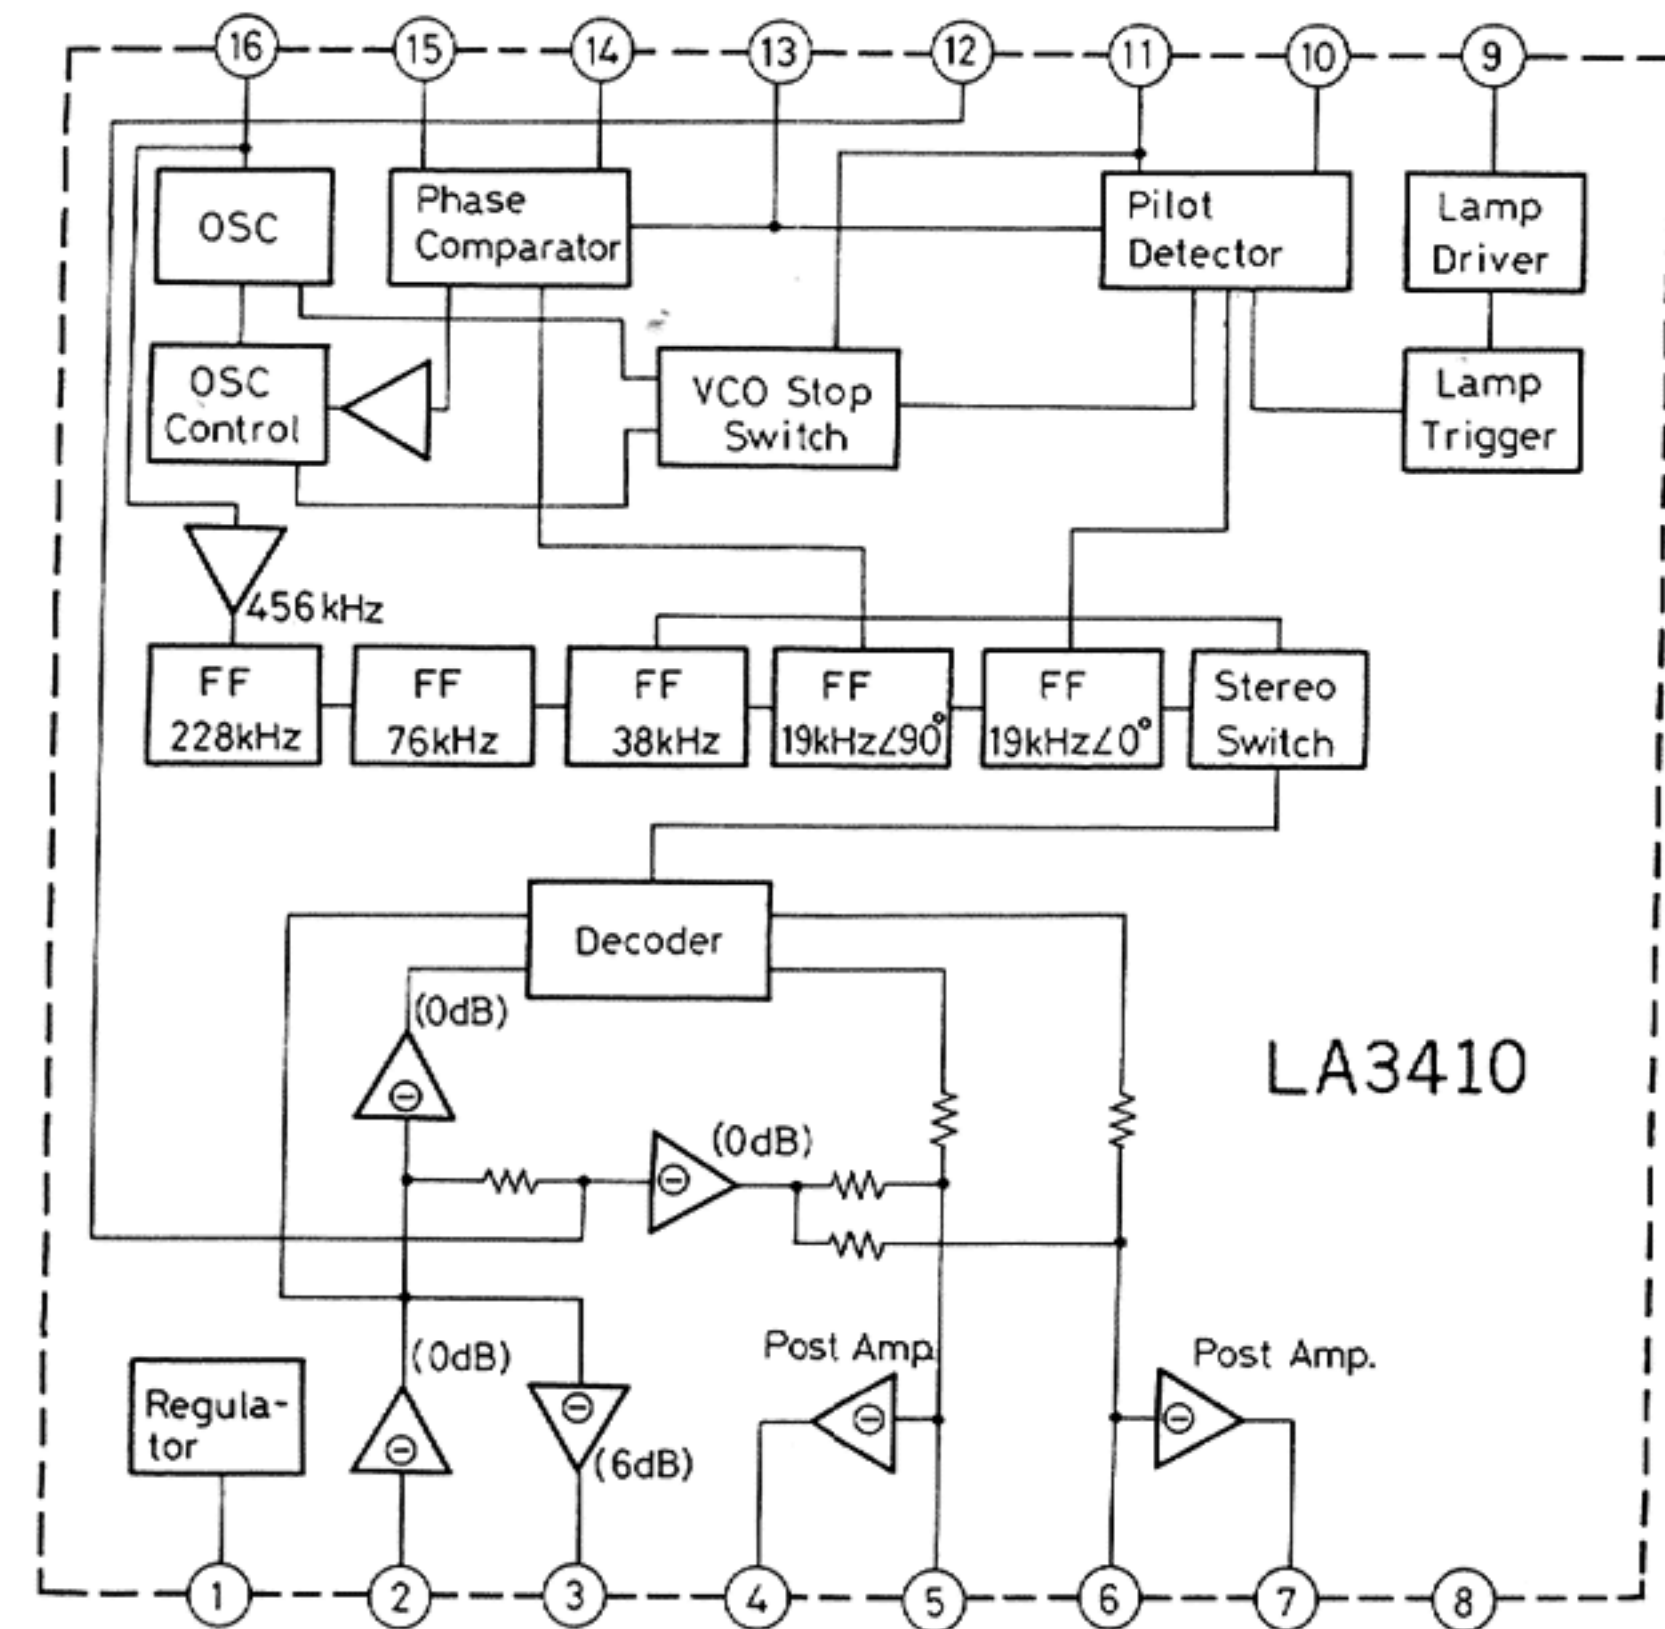 16 15 14 13 12 11 10 9
OSC
Phase
Comparator
Pilot
Detector
Lamp
Driver
OSC
Control
VCO Stop
Switch
Lamp
Trigger
456kHz
FF
228kHz
FF
76kHz
FF
38kHz
FF
19kHz∠90°
FF
19kHz∠0°
Stereo
Switch
Decoder
(0dB)
LA3410
(0dB)
⊖
⊖
(0dB)
Post Amp.
Post Amp.
Regula-
tor
⊖
⊖
(6dB)
⊖
⊖
1 2 3 4 5 6 7 8